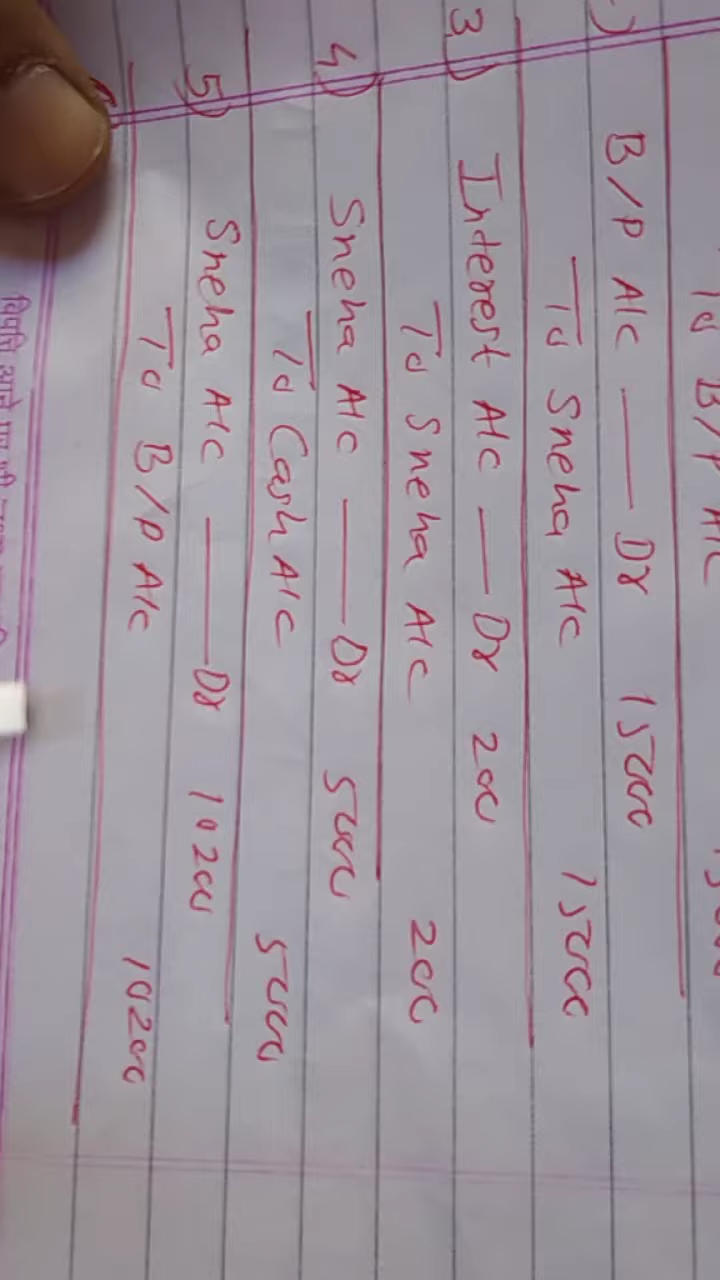 To B/P A/c
B/P A/c — Dr 15000
To Sneha A/c 15000
3) Interest A/c — Dr 200
To Sneha A/c 200
4) Sneha A/c — Dr 5000
To Cash A/c 5000
5) Sneha A/c — Dr 10200
To B/P A/c 10200